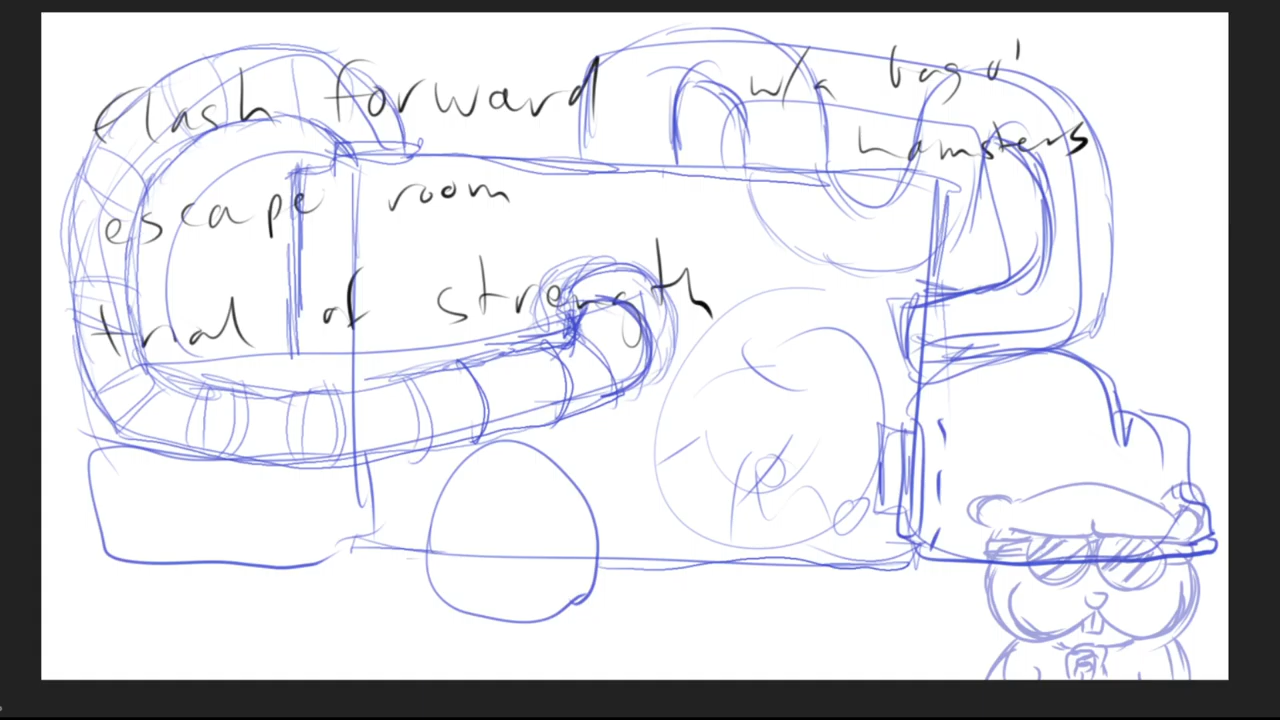 flash forward
w/a bag o'
hamsters
escape room
trial of strength